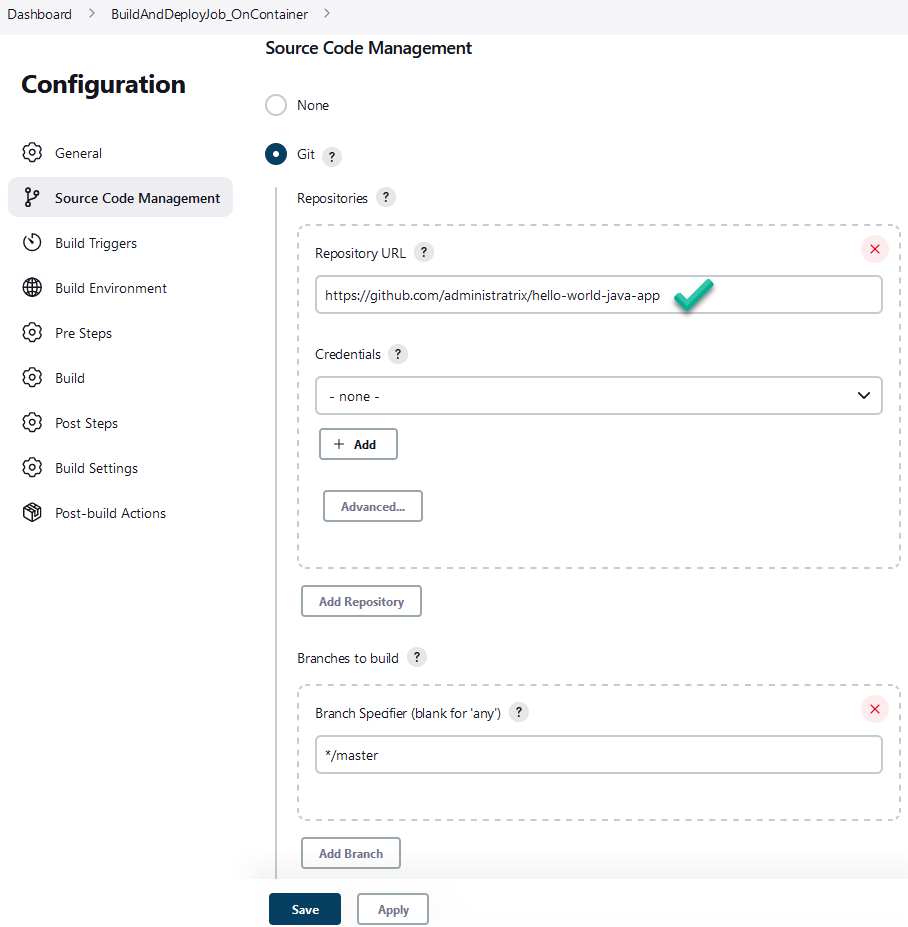 Dashboard > BuildAndDeployJob_OnContainer >
Configuration
General
Source Code Management
Build Triggers
Build Environment
Pre Steps
Build
Post Steps
Build Settings
Post-build Actions
Source Code Management
None
Git ?
Repositories ?
Repository URL ?
https://github.com/administratrix/hello-world-java-app
Credentials ?
- none -
+ Add
Advanced...
Add Repository
Branches to build ?
Branch Specifier (blank for 'any') ?
*/master
Add Branch
Save Apply